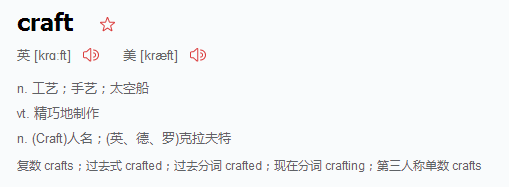 craft
英 [krɑːft] 美 [kræft]
n. 工艺；手艺；太空船
vt. 精巧地制作
n. (Craft)人名；(英、德、罗)克拉夫特
复数 crafts；过去式 crafted；过去分词 crafted；现在分词 crafting；第三人称单数 crafts